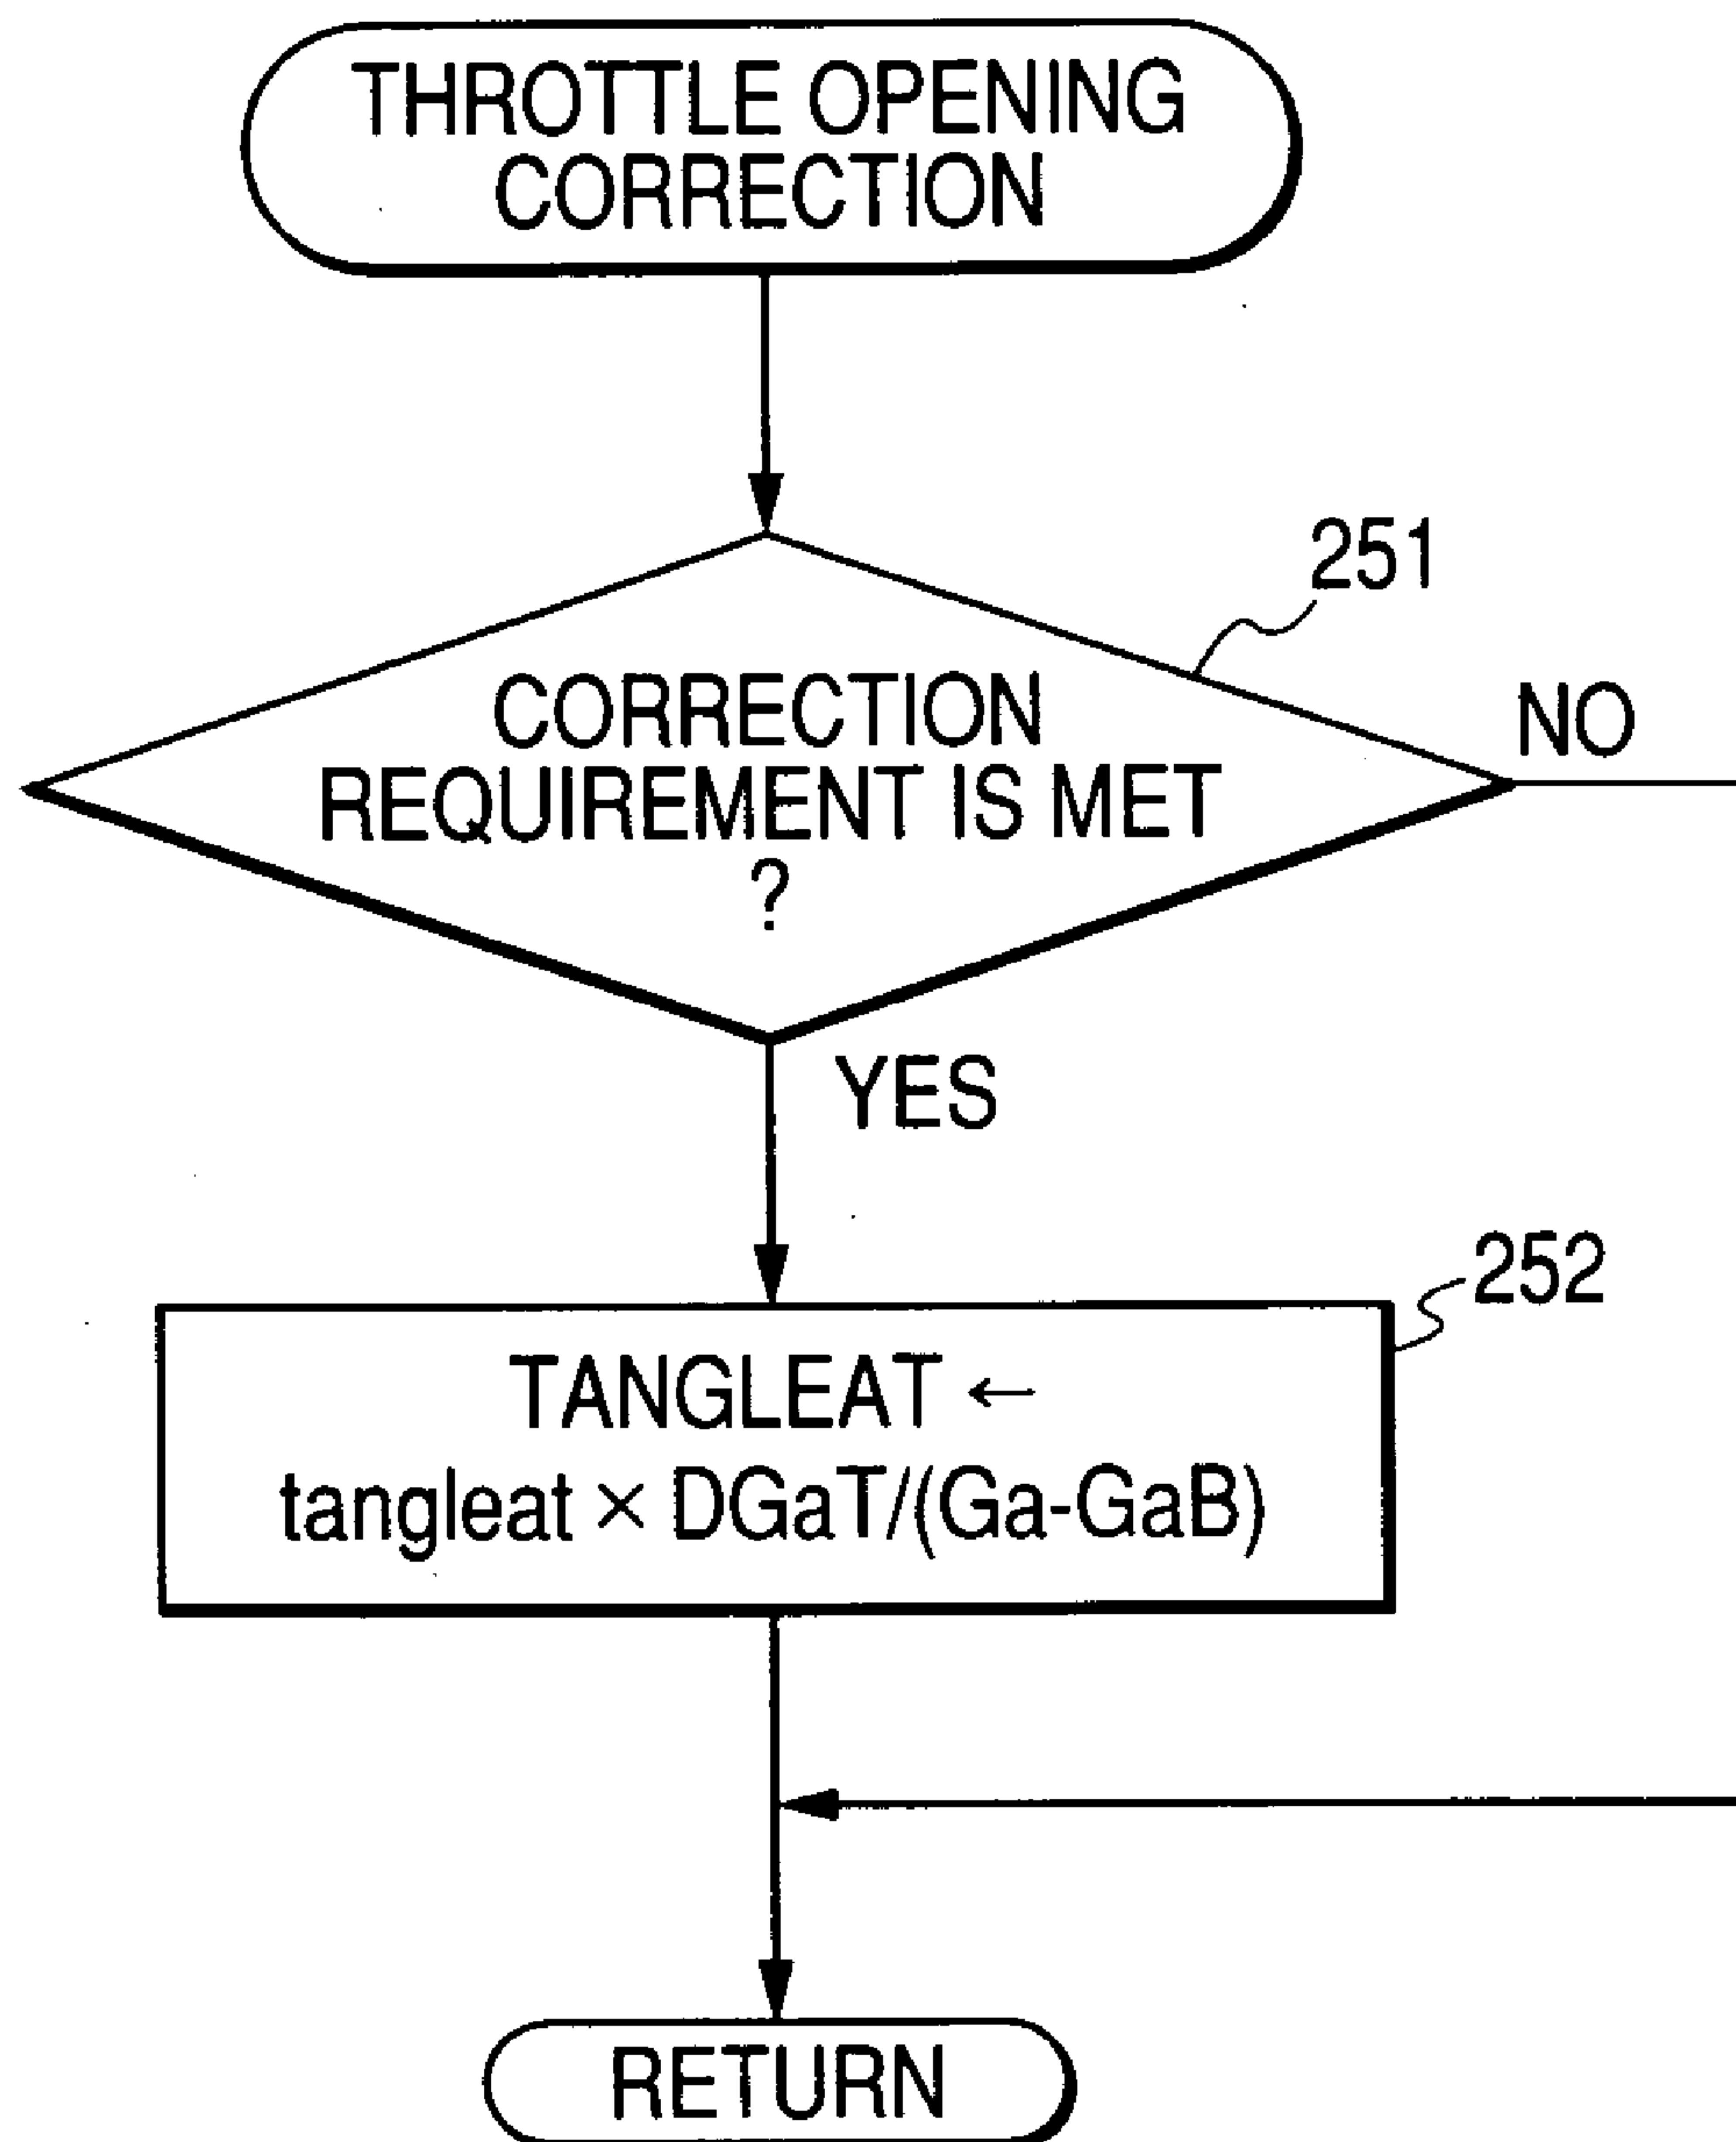 THROTTLE OPENING
CORRECTION
251
CORRECTION
REQUIREMENT IS MET
?
NO
YES
252
TANGLEAT ←
tangleat × DGaT/(Ga-GaB)
RETURN